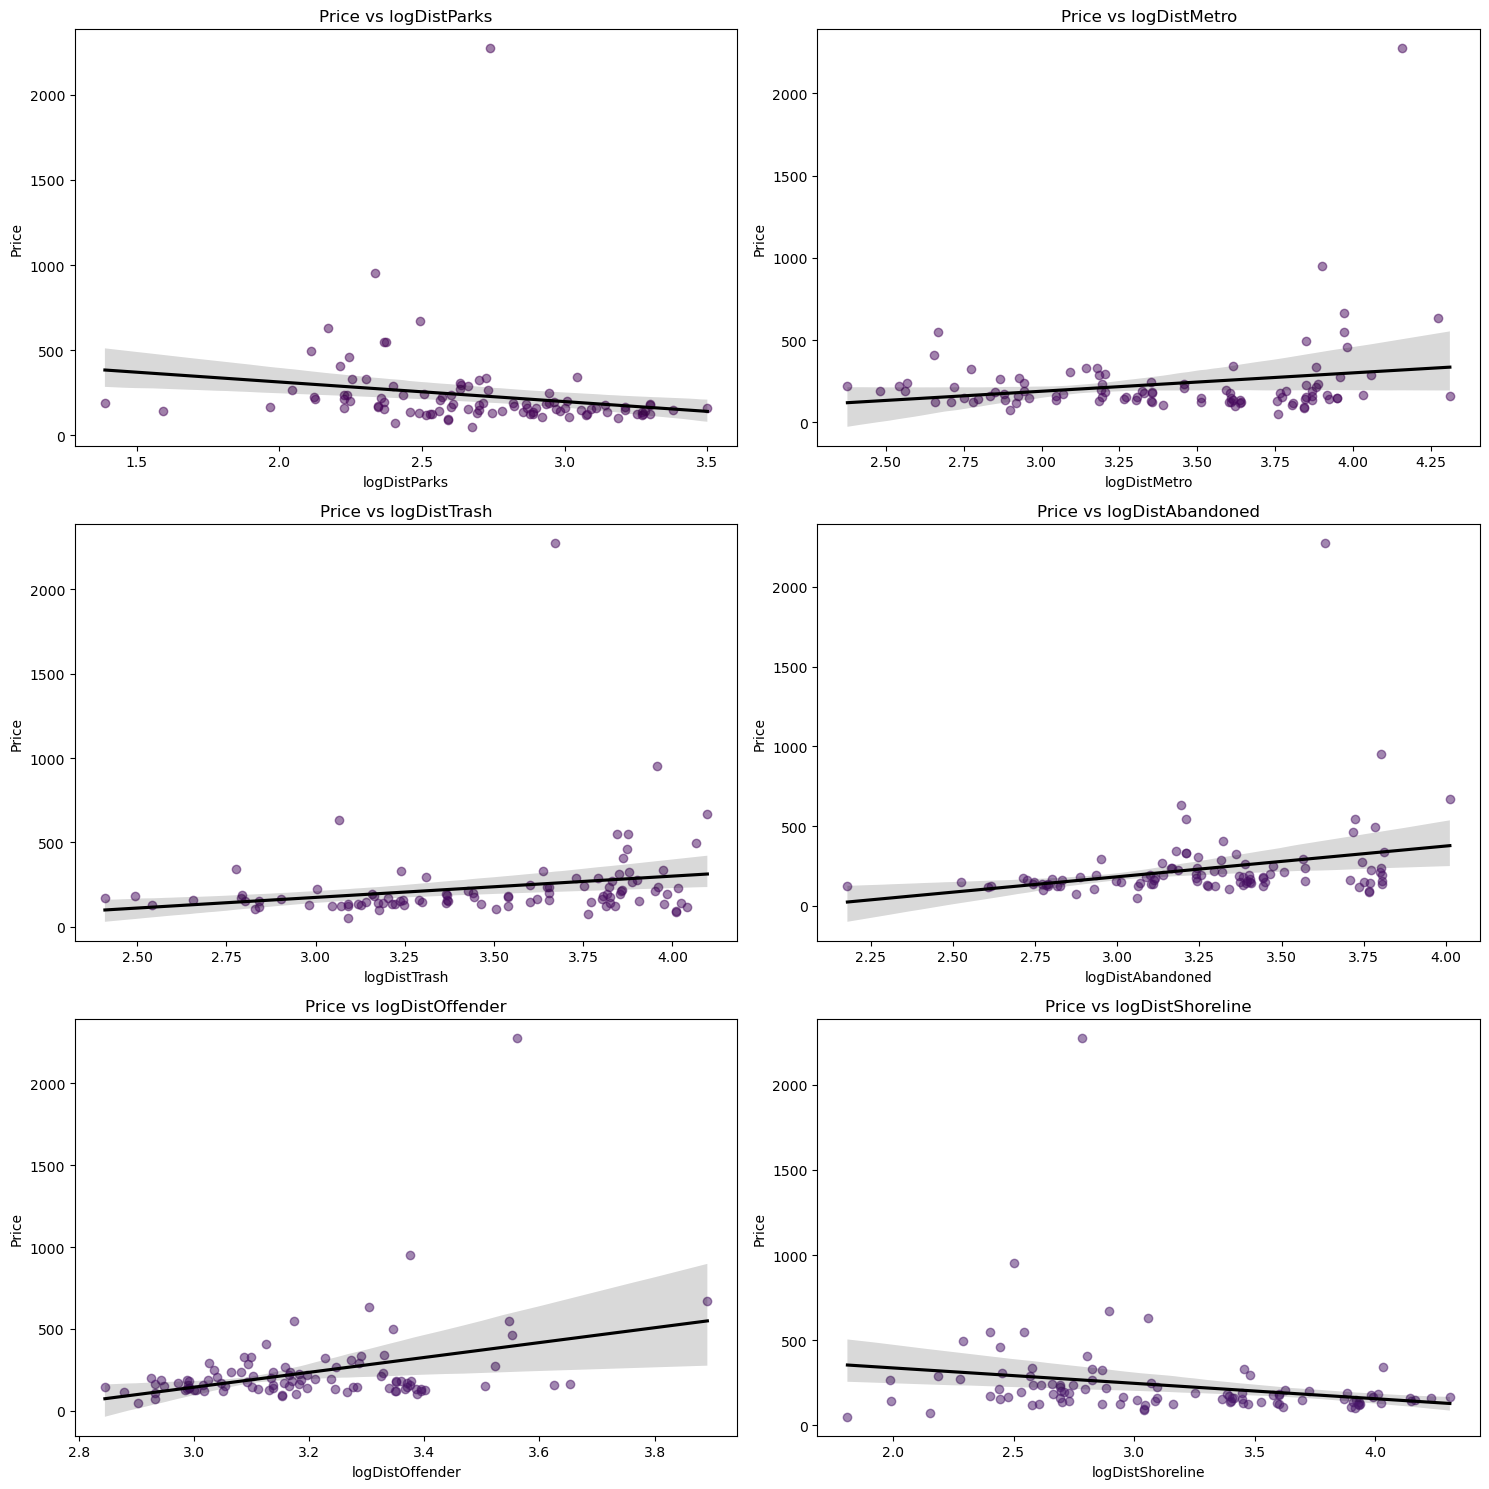 Price vs logDistParks
Price
2000
1500
1000
500
0
1.5 2.0 2.5 3.0 3.5
logDistParks
Price vs logDistMetro
Price
2000
1500
1000
500
0
2.50 2.75 3.00 3.25 3.50 3.75 4.00 4.25
logDistMetro
Price vs logDistTrash
Price
2000
1500
1000
500
0
2.50 2.75 3.00 3.25 3.50 3.75 4.00
logDistTrash
Price vs logDistAbandoned
Price
2000
1500
1000
500
0
2.25 2.50 2.75 3.00 3.25 3.50 3.75 4.00
logDistAbandoned
Price vs logDistOffender
Price
2000
1500
1000
500
0
2.8 3.0 3.2 3.4 3.6 3.8
logDistOffender
Price vs logDistShoreline
Price
2000
1500
1000
500
0
2.0 2.5 3.0 3.5 4.0
logDistShoreline